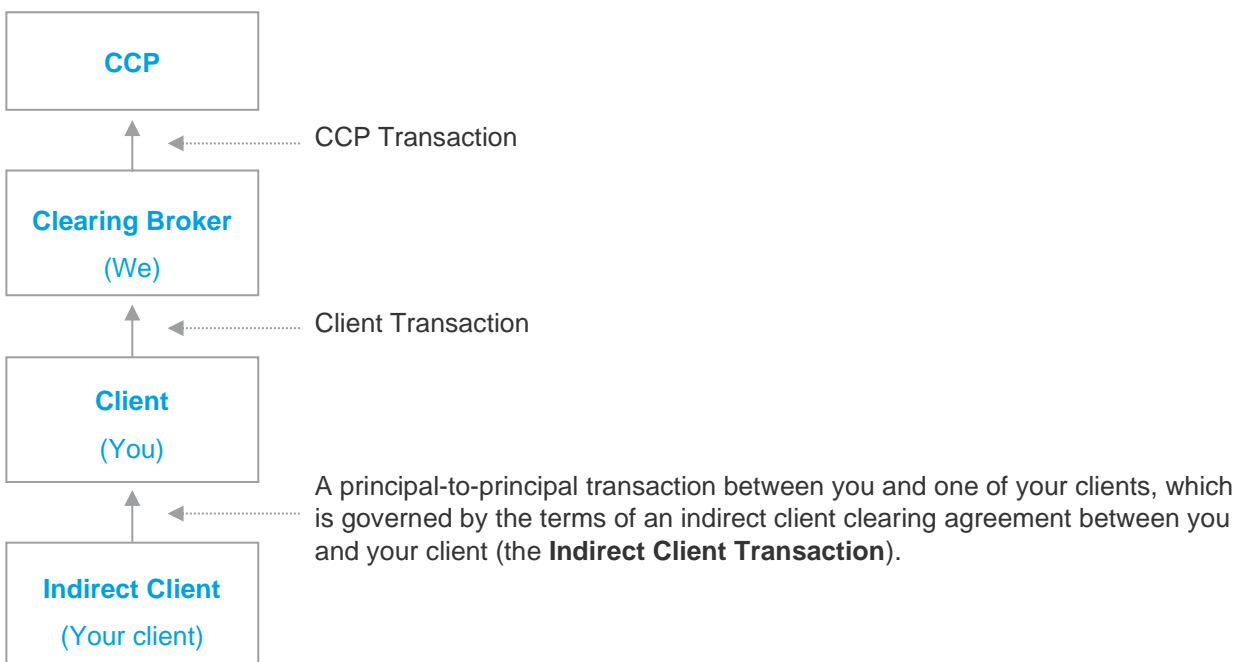 CCP
CCP Transaction
Clearing Broker
(We)
Client Transaction
Client
(You)
A principal-to-principal transaction between you and one of your clients, which
is governed by the terms of an indirect client clearing agreement between you
and your client (the Indirect Client Transaction).
Indirect Client
(Your client)